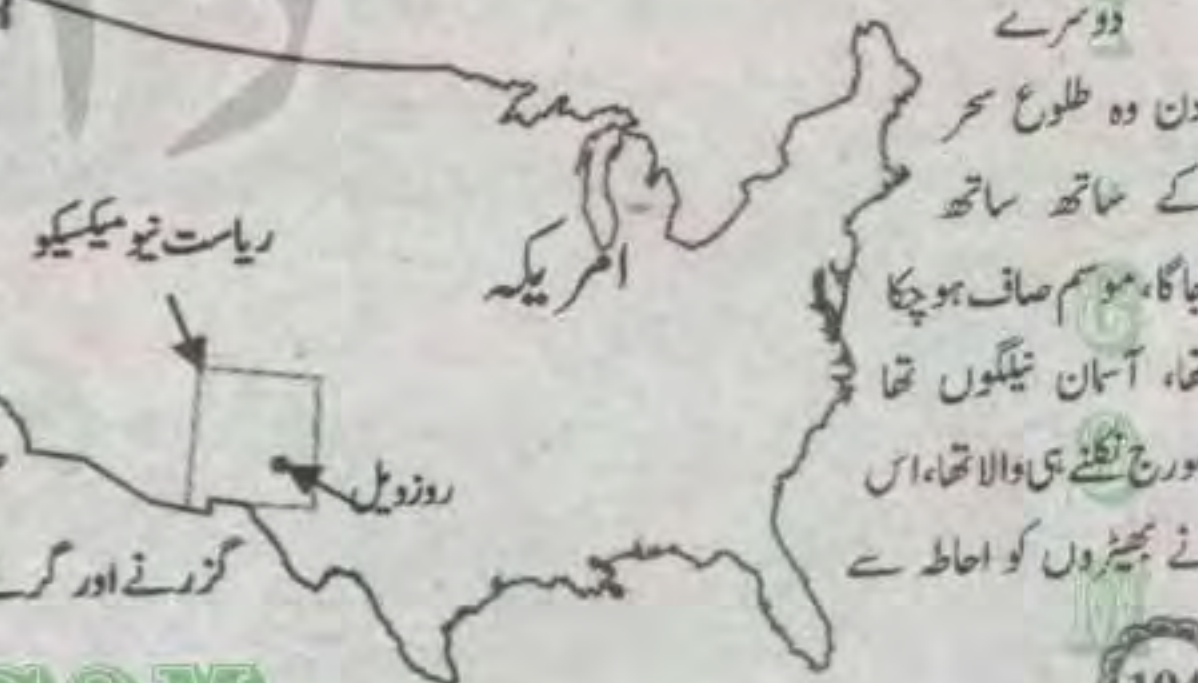 دوسرے
دن وہ طلوع سحر
کے ساتھ ساتھ
جاگا، موسم صاف ہو چکا
تھا، آسمان نیلگوں تھا
سورج نکلنے ہی والا تھا، اس
نے بھیڑوں کو احاطہ سے
ریاست نیو میکسیکو
امریکہ
روزویل
گزرنے اور